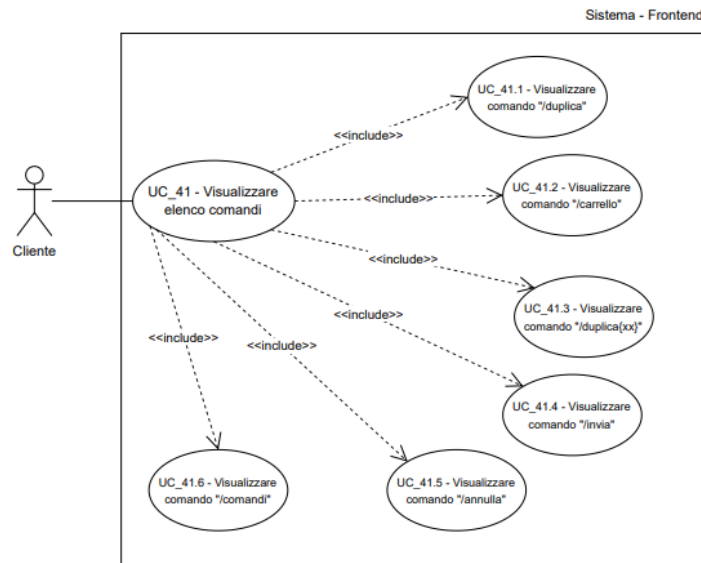 Sistema - Frontend
UC_41.1 - Visualizzare
comando "/duplica"
<<include>>
UC_41 - Visualizzare
elenco comandi
<<include>>
UC_41.2 - Visualizzare
comando "/carrello"
Cliente
<<include>>
UC_41.3 - Visualizzare
comando "/duplica{xx}"
<<include>>
<<include>>
<<include>>
UC_41.4 - Visualizzare
comando "/invia"
UC_41.6 - Visualizzare
comando "/comandi"
UC_41.5 - Visualizzare
comando "/annulla"